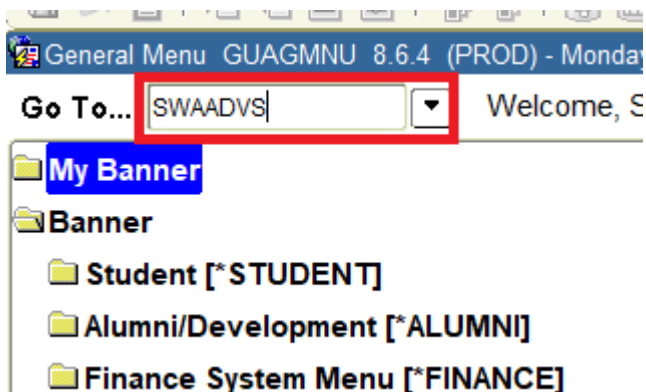 General Menu GUAGMNU 8.6.4 (PROD) - Monday
Go To... SWAADVS Welcome, S
My Banner
Banner
Student [*STUDENT]
Alumni/Development [*ALUMNI]
Finance System Menu [*FINANCE]